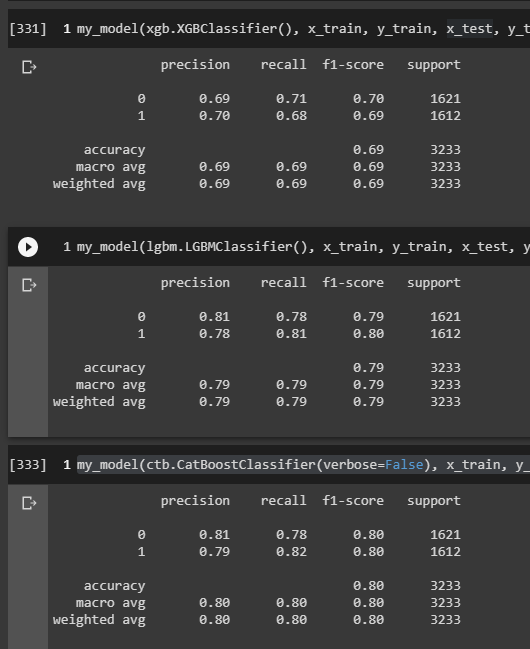 [331] 1 my_model(xgb.XGBClassifier(), x_train, y_train, x_test, y_t
precision recall f1-score support
0 0.69 0.71 0.70 1621
1 0.70 0.68 0.69 1612
accuracy 0.69 3233
macro avg 0.69 0.69 0.69 3233
weighted avg 0.69 0.69 0.69 3233
1 my_model(lgbm.LGBMClassifier(), x_train, y_train, x_test, y
precision recall f1-score support
0 0.81 0.78 0.79 1621
1 0.78 0.81 0.80 1612
accuracy 0.79 3233
macro avg 0.79 0.79 0.79 3233
weighted avg 0.79 0.79 0.79 3233
[333] 1 my_model(ctb.CatBoostClassifier(verbose=False), x_train, y_
precision recall f1-score support
0 0.81 0.78 0.80 1621
1 0.79 0.82 0.80 1612
accuracy 0.80 3233
macro avg 0.80 0.80 0.80 3233
weighted avg 0.80 0.80 0.80 3233